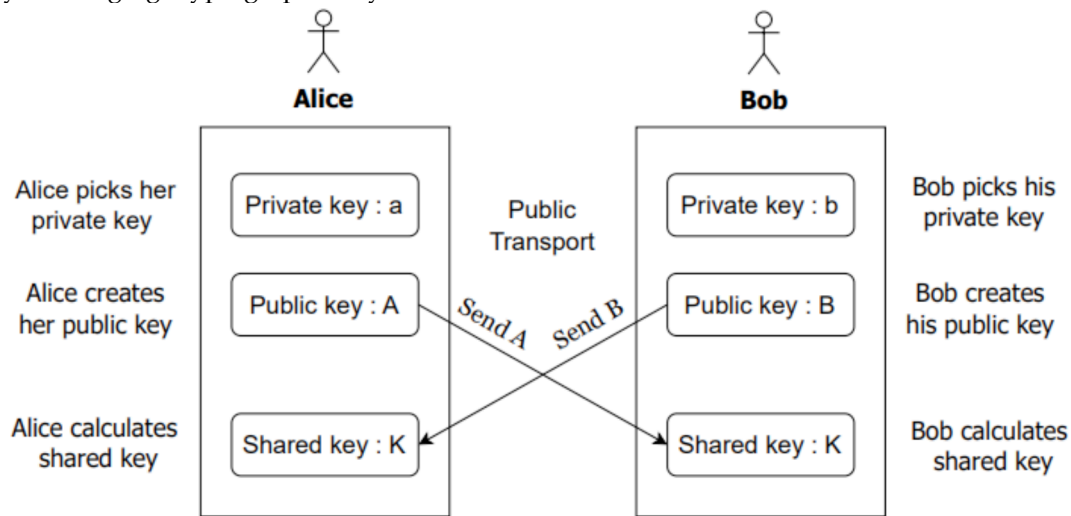 Alice
Bob
Alice picks her
private key
Private key : a
Public
Transport
Private key : b
Bob picks his
private key
Alice creates
her public key
Public key : A
Send A
Send B
Public key : B
Bob creates
his public key
Alice calculates
shared key
Shared key : K
Shared key : K
Bob calculates
shared key